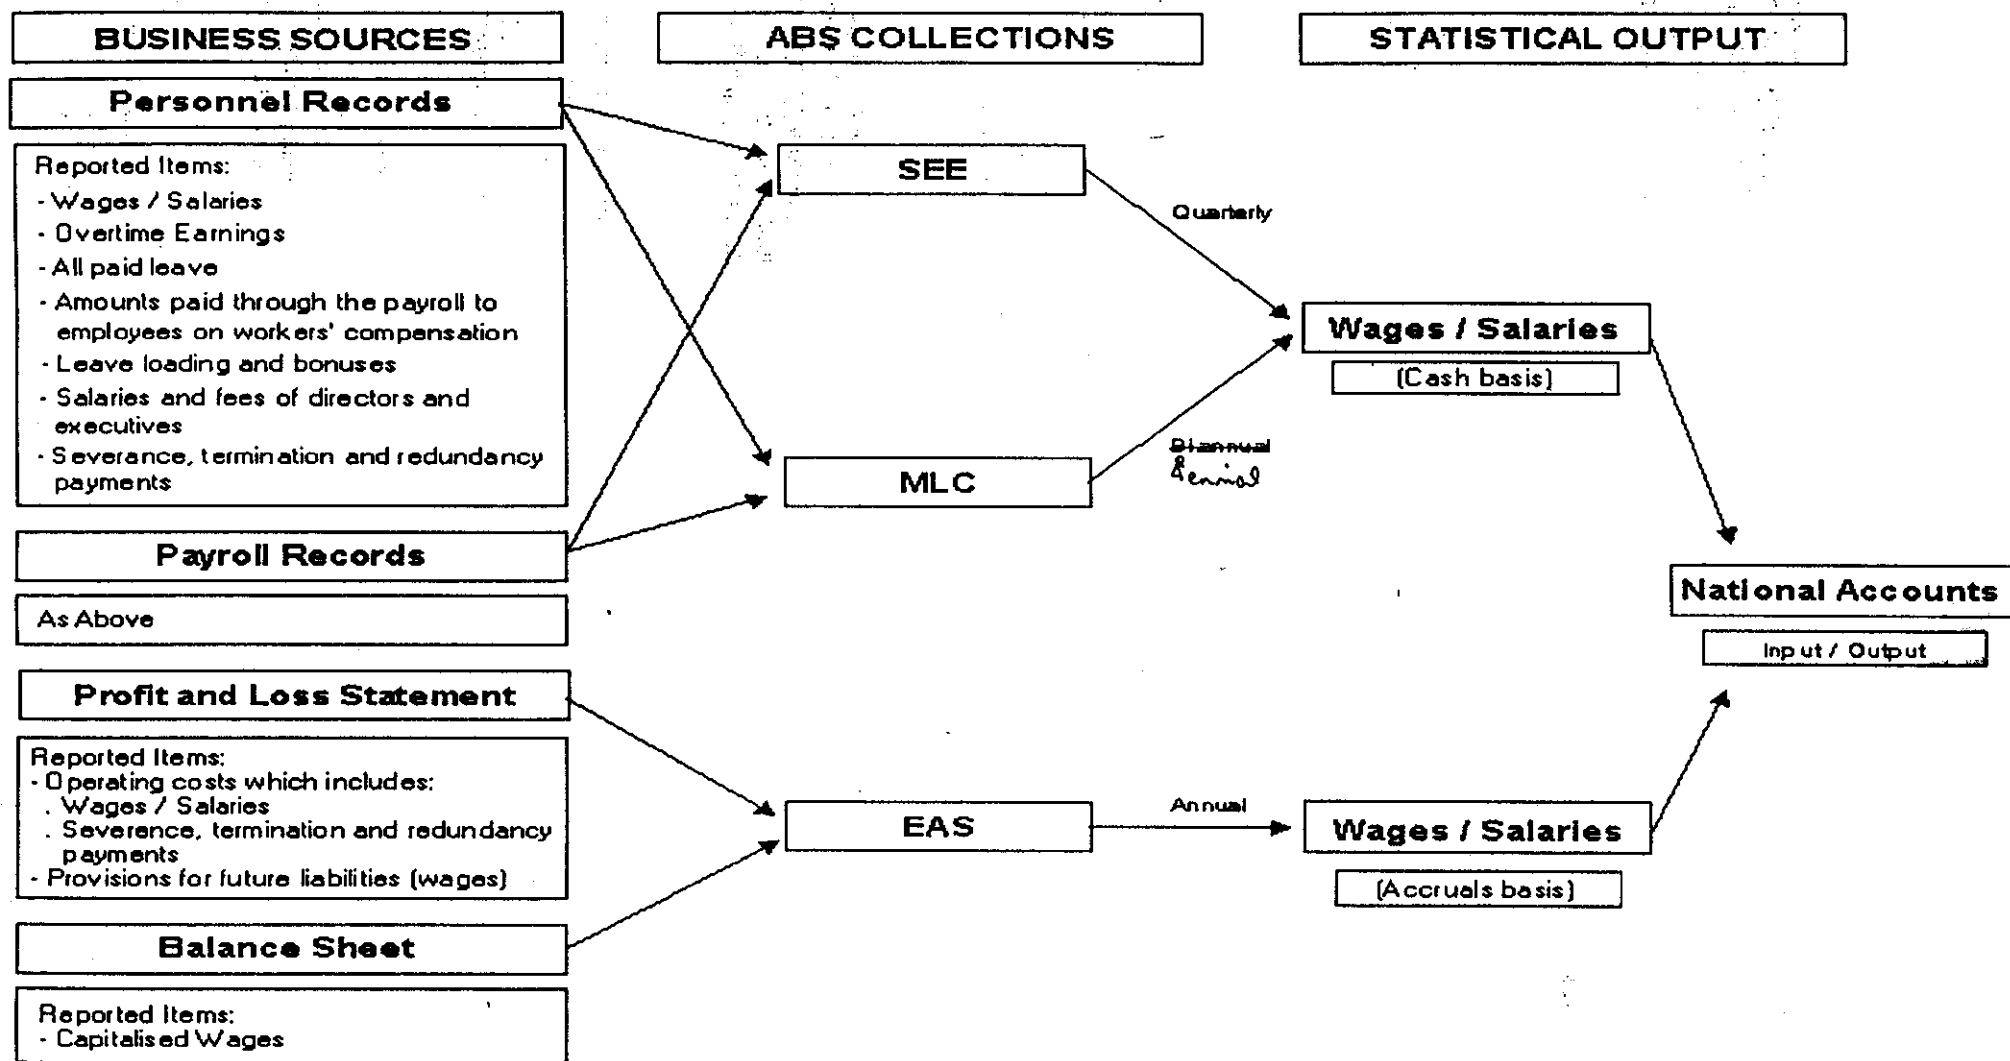 BUSINESS SOURCES
ABS COLLECTIONS
STATISTICAL OUTPUT
Personnel Records
Reported Items:
- Wages / Salaries
- Overtime Earnings
- All paid leave
- Amounts paid through the payroll to
employees on workers' compensation
- Leave loading and bonuses
- Salaries and fees of directors and
executives
- Severance, termination and redundancy
payments
Payroll Records
As Above
Profit and Loss Statement
Reported Items:
- Operating costs which includes:
. Wages / Salaries
. Severence, termination and redundancy
payments
- Provisions for future liabilities (wages)
Balance Sheet
Reported Items:
- Capitalised Wages
SEE
MLC
EAS
Quarterly
Biannual
Annual
Wages / Salaries
(Cash basis)
Wages / Salaries
(Accruals basis)
National Accounts
Input / Output